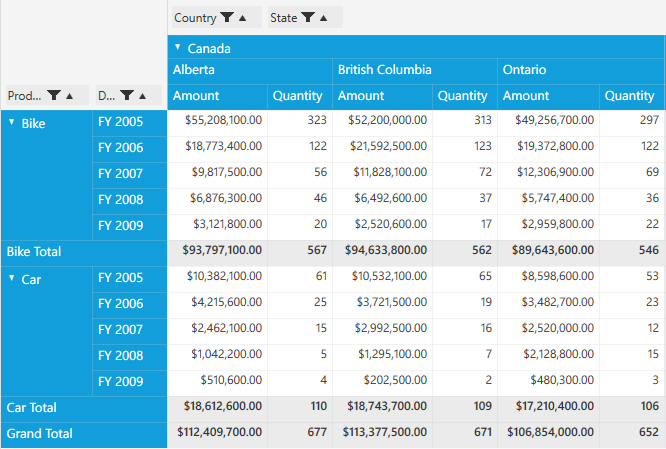 Country State
Canada
Alberta British Columbia Ontario
Prod... D... Amount Quantity Amount Quantity Amount Quantity
Bike FY 2005 $55,208,100.00 323 $52,200,000.00 313 $49,256,700.00 297
FY 2006 $18,773,400.00 122 $21,592,500.00 123 $19,372,800.00 122
FY 2007 $9,817,500.00 56 $11,828,100.00 72 $12,306,900.00 69
FY 2008 $6,876,300.00 46 $6,492,600.00 37 $5,747,400.00 36
FY 2009 $3,121,800.00 20 $2,520,600.00 17 $2,959,800.00 22
Bike Total $93,797,100.00 567 $94,633,800.00 562 $89,643,600.00 546
Car FY 2005 $10,382,100.00 61 $10,532,100.00 65 $8,598,600.00 53
FY 2006 $4,215,600.00 25 $3,721,500.00 19 $3,482,700.00 23
FY 2007 $2,462,100.00 15 $2,992,500.00 16 $2,520,000.00 12
FY 2008 $1,042,200.00 5 $1,295,100.00 7 $2,128,800.00 15
FY 2009 $510,600.00 4 $202,500.00 2 $480,300.00 3
Car Total $18,612,600.00 110 $18,743,700.00 109 $17,210,400.00 106
Grand Total $112,409,700.00 677 $113,377,500.00 671 $106,854,000.00 652